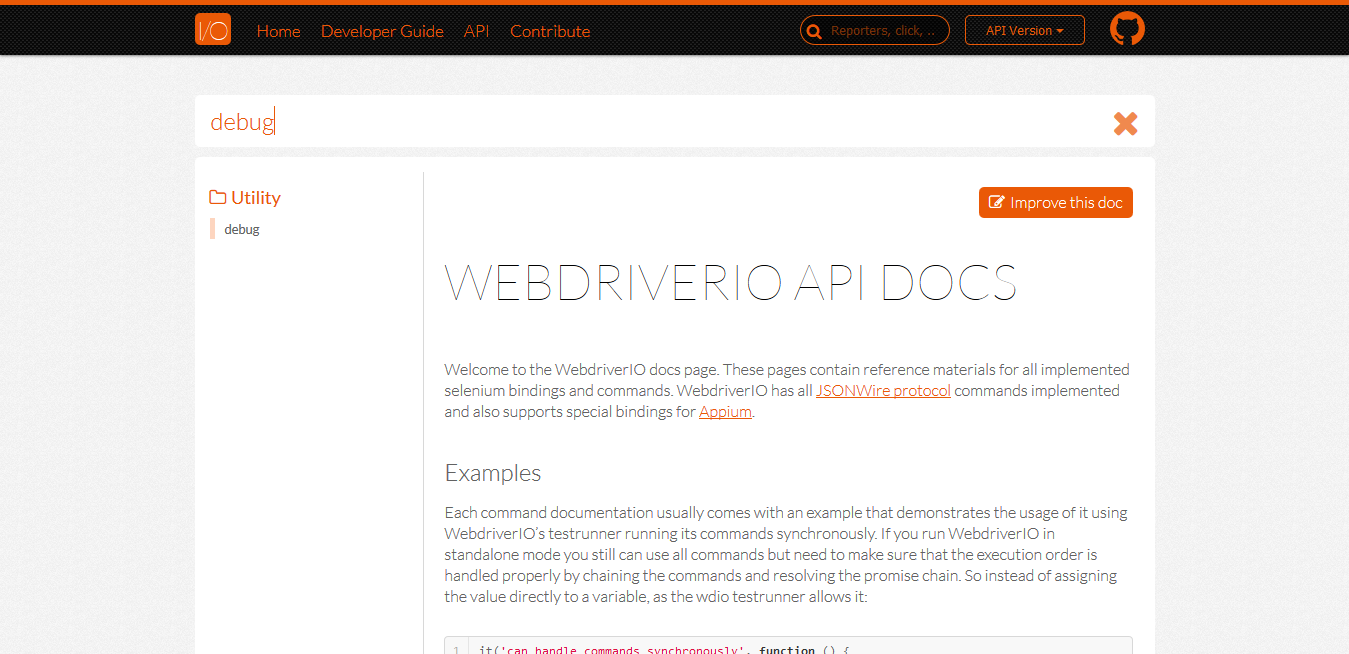 I/O Home Developer Guide API Contribute Reporters, click, .. API Version
debug
Utility
debug
Improve this doc
WEBDRIVERIO API DOCS
Welcome to the WebdriverIO docs page. These pages contain reference materials for all implemented
selenium bindings and commands. WebdriverIO has all JSONWire protocol commands implemented
and also supports special bindings for Appium.
Examples
Each command documentation usually comes with an example that demonstrates the usage of it using
WebdriverIO’s testrunner running its commands synchronously. If you run WebdriverIO in
standalone mode you still can use all commands but need to make sure that the execution order is
handled properly by chaining the commands and resolving the promise chain. So instead of assigning
the value directly to a variable, as the wdio testrunner allows it:
1 it('can handle commands synchronously', function () {